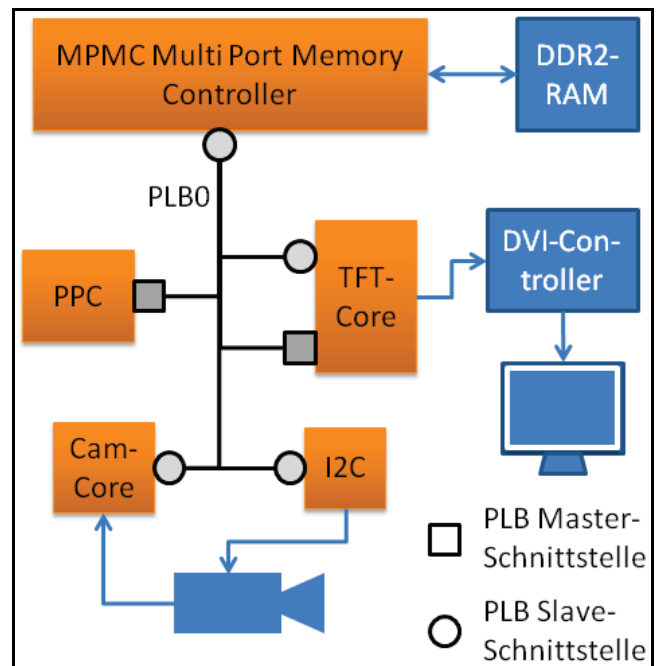 MPMC Multi Port Memory
Controller
DDR2-
RAM
PLB0
PPC
TFT-
Core
DVI-Con-
troller
Cam-
Core
I2C
PLB Master-
Schnittstelle
PLB Slave-
Schnittstelle